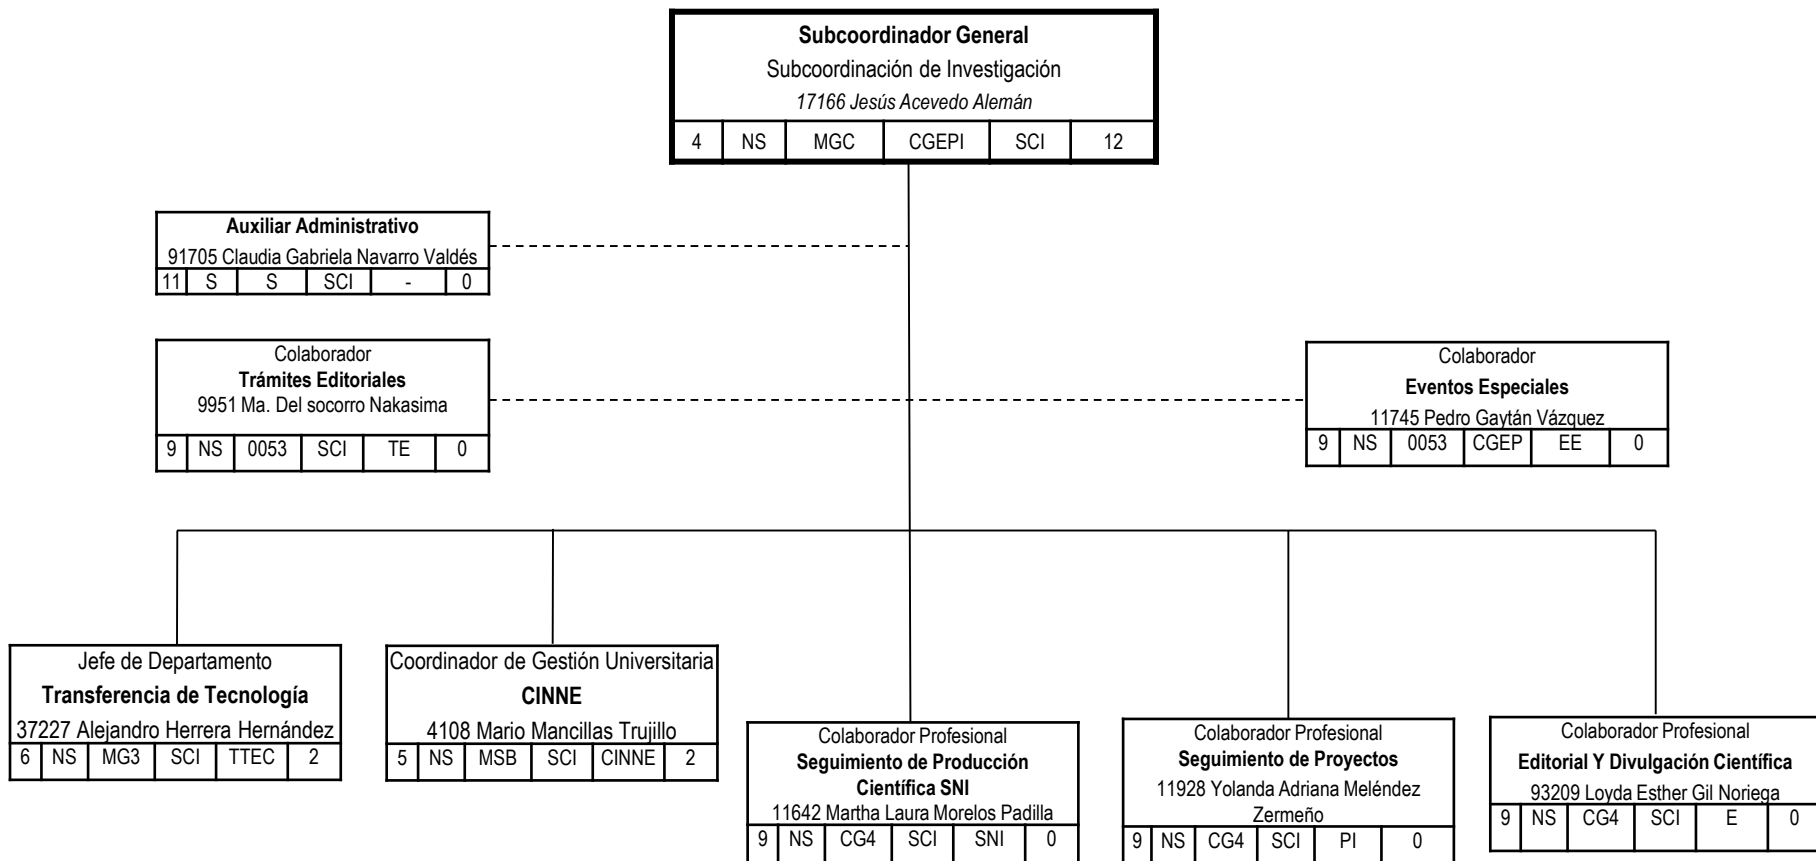 Subcoordinador General
Subcoordinación de Investigación
17166 Jesús Acevedo Alemán
4 NS MGC CGEPI SCI 12
Auxiliar Administrativo
91705 Claudia Gabriela Navarro Valdés
11 S S SCI - 0
Colaborador
Trámites Editoriales
9951 Ma. Del socorro Nakasima
9 NS 0053 SCI TE 0
Colaborador
Eventos Especiales
11745 Pedro Gaytán Vázquez
9 NS 0053 CGEP EE 0
Jefe de Departamento
Transferencia de Tecnología
37227 Alejandro Herrera Hernández
6 NS MG3 SCI TTEC 2
Coordinador de Gestión Universitaria
CINNE
4108 Mario Mancillas Trujillo
5 NS MSB SCI CINNE 2
Colaborador Profesional
Seguimiento de Producción
Científica SNI
11642 Martha Laura Morelos Padilla
9 NS CG4 SCI SNI 0
Colaborador Profesional
Seguimiento de Proyectos
11928 Yolanda Adriana Meléndez
Zermeño
9 NS CG4 SCI PI 0
Colaborador Profesional
Editorial Y Divulgación Científica
93209 Loyda Esther Gil Noriega
9 NS CG4 SCI E 0